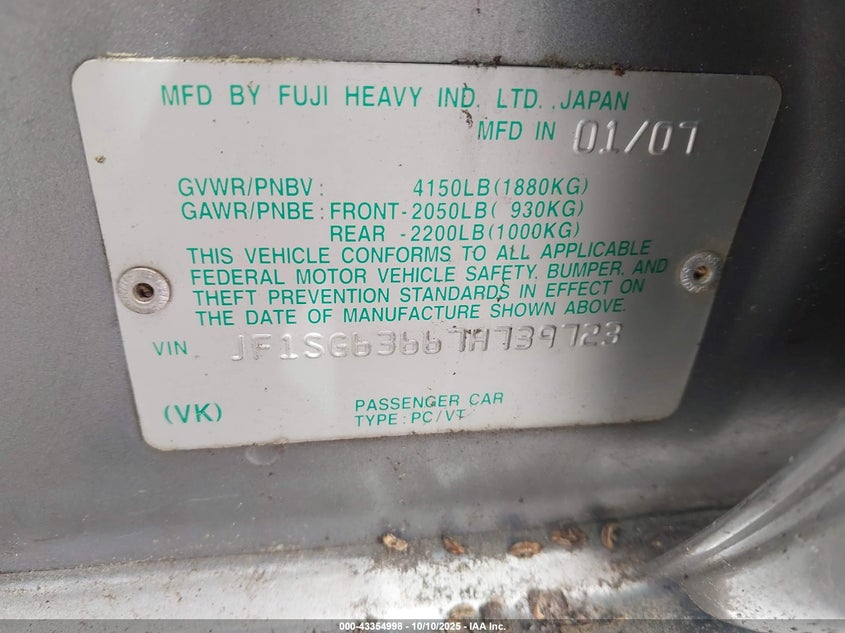 MFD BY FUJI HEAVY IND. LTD. JAPAN
MFD IN 01/07
GVWR/PNBV: 4150LB(1880KG)
GAWR/PNBE: FRONT-2050LB( 930KG)
REAR -2200LB(1000KG)
THIS VEHICLE CONFORMS TO ALL APPLICABLE
FEDERAL MOTOR VEHICLE SAFETY, BUMPER, AND
THEFT PREVENTION STANDARDS IN EFFECT ON
THE DATE OF MANUFACTURE SHOWN ABOVE.
VIN JF1SG63667H739723
(VK) PASSENGER CAR
TYPE: PC/VT
000-43354998 - 10/10/2025 - IAA Inc.